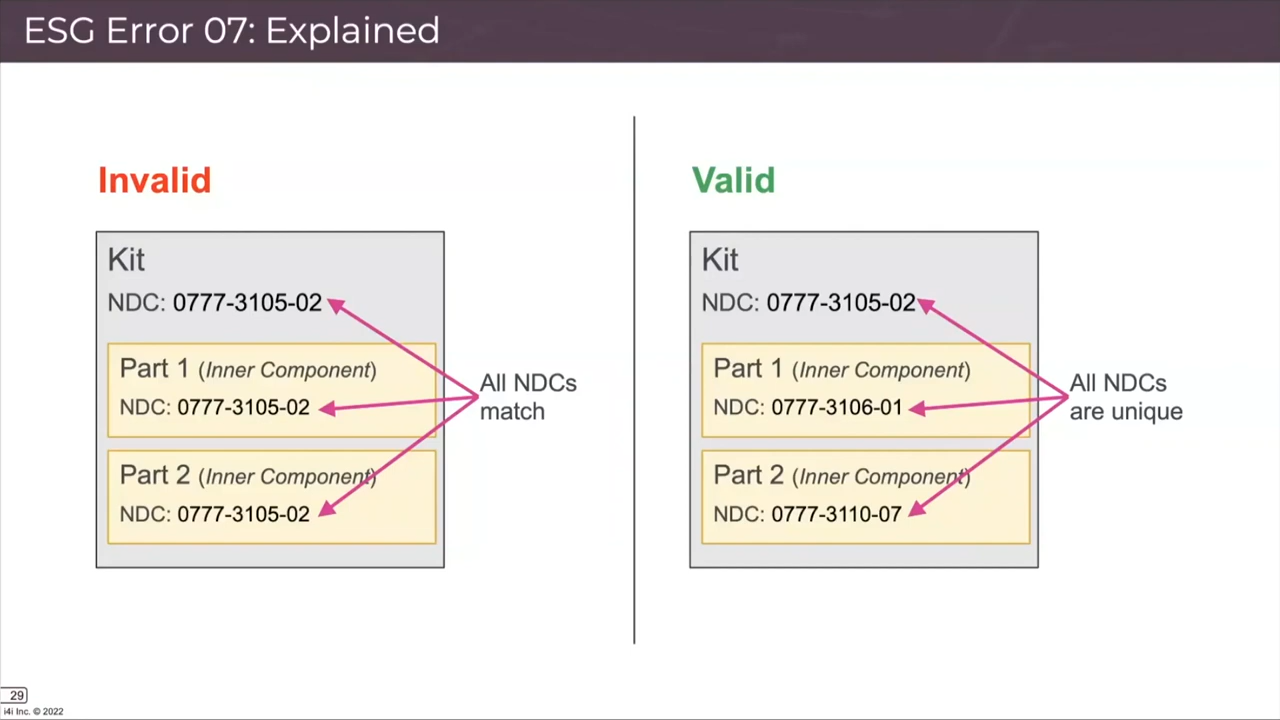 ESG Error 07: Explained
Invalid
Kit
NDC: 0777-3105-02
Part 1 (Inner Component)
NDC: 0777-3105-02
Part 2 (Inner Component)
NDC: 0777-3105-02
All NDCs
match
Valid
Kit
NDC: 0777-3105-02
Part 1 (Inner Component)
NDC: 0777-3106-01
Part 2 (Inner Component)
NDC: 0777-3110-07
All NDCs
are unique
29
i4i Inc. © 2022